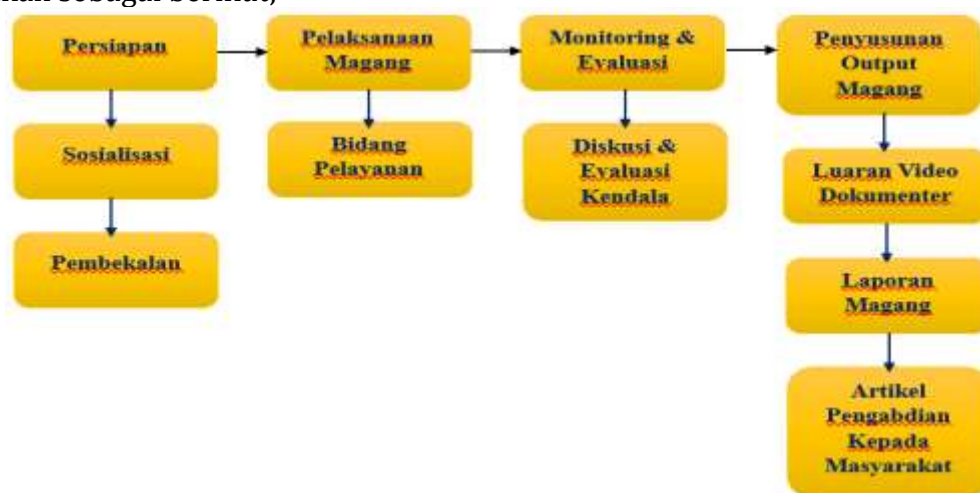 Persiapan
Sosialisasi
Pembekalan
Pelaksanaan
Magang
Bidang
Pelayanan
Monitoring &
Evaluasi
Diskusi &
Evaluasi
Kendala
Penyusunan
Output
Magang
Luaran Video
Dokumenter
Laporan
Magang
Artikel
Pengabdian
Kepada
Masyarakat